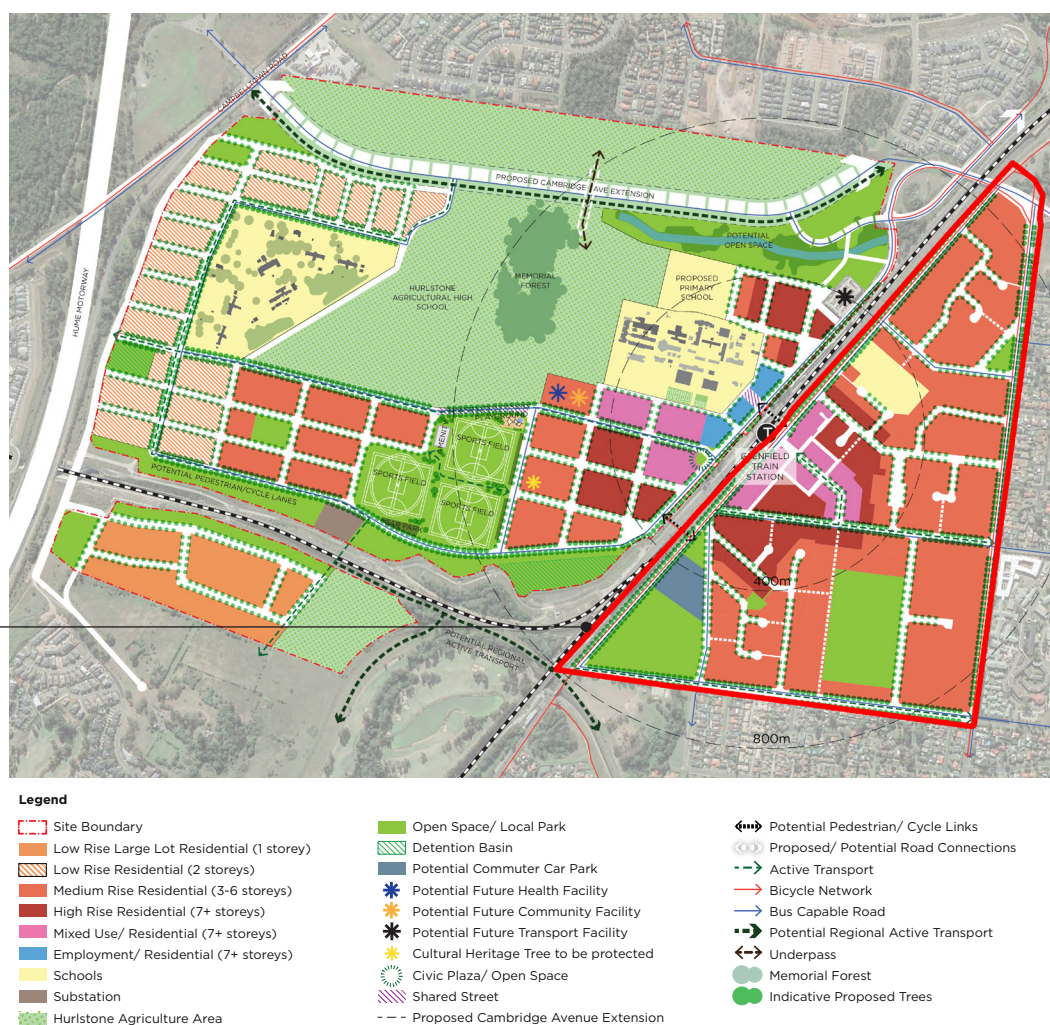 CAMPBELLTOWN ROAD
HUME MOTORWAY
PROPOSED CAMBRIDGE AVE EXTENSION
POTENTIAL
OPEN SPACE
MEMORIAL
FOREST
HURLSTONE
AGRICULTURAL HIGH
SCHOOL
PROPOSED
PRIMARY
SCHOOL
T
GLENFIELD
TRAIN
STATION
SPORTS FIELD
SPORTS FIELD
SPORTS FIELD
CAR PARK
POTENTIAL PEDESTRIAN/CYCLE LANES
POTENTIAL REGIONAL
ACTIVE TRANSPORT
400m
800m
Legend
Site Boundary
Low Rise Large Lot Residential (1 storey)
Low Rise Residential (2 storeys)
Medium Rise Residential (3-6 storeys)
High Rise Residential (7+ storeys)
Mixed Use/ Residential (7+ storeys)
Employment/ Residential (7+ storeys)
Schools
Substation
Hurlstone Agriculture Area
Open Space/ Local Park
Detention Basin
Potential Commuter Car Park
Potential Future Health Facility
Potential Future Community Facility
Potential Future Transport Facility
Cultural Heritage Tree to be protected
Civic Plaza/ Open Space
Shared Street
Proposed Cambridge Avenue Extension
Potential Pedestrian/ Cycle Links
Proposed/ Potential Road Connections
Active Transport
Bicycle Network
Bus Capable Road
Potential Regional Active Transport
Underpass
Memorial Forest
Indicative Proposed Trees